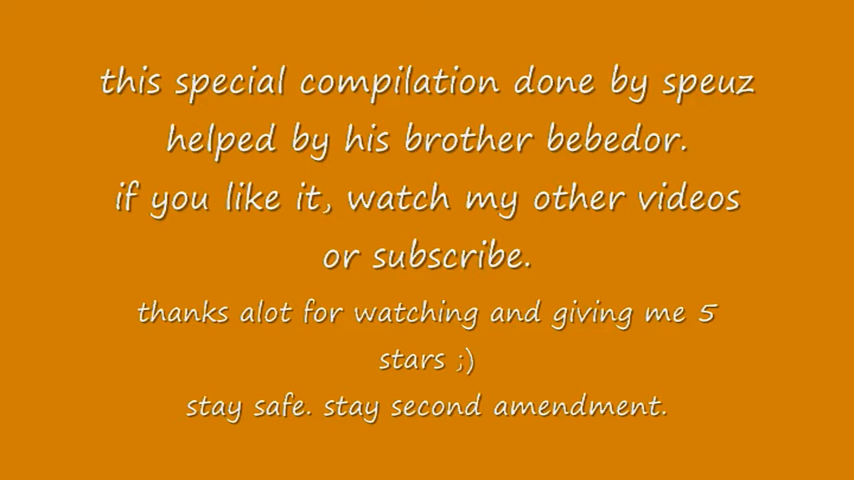 this special compilation done by speuz
helped by his brother bebedor.
if you like it, watch my other videos
or subscribe.
thanks alot for watching and giving me 5
stars ;)
stay safe. stay second amendment.